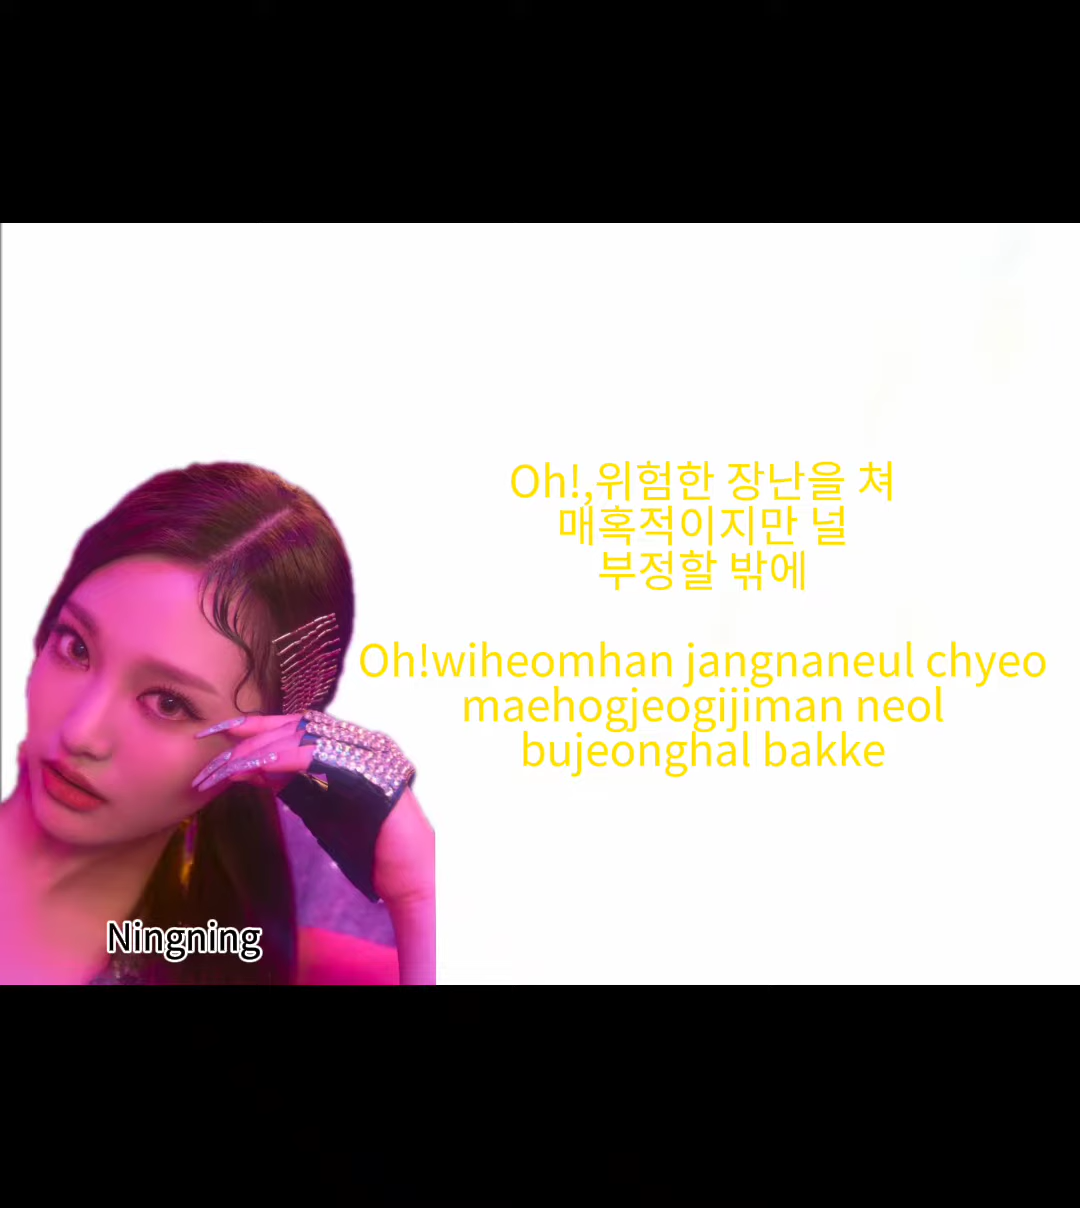 Oh!,위험한 장난을 쳐
매혹적이지만 널
부정할 밖에
Oh!wiheomhan jangnaneul chyeo
maehogjeogijiman neol
bujeonghal bakke
Ningning